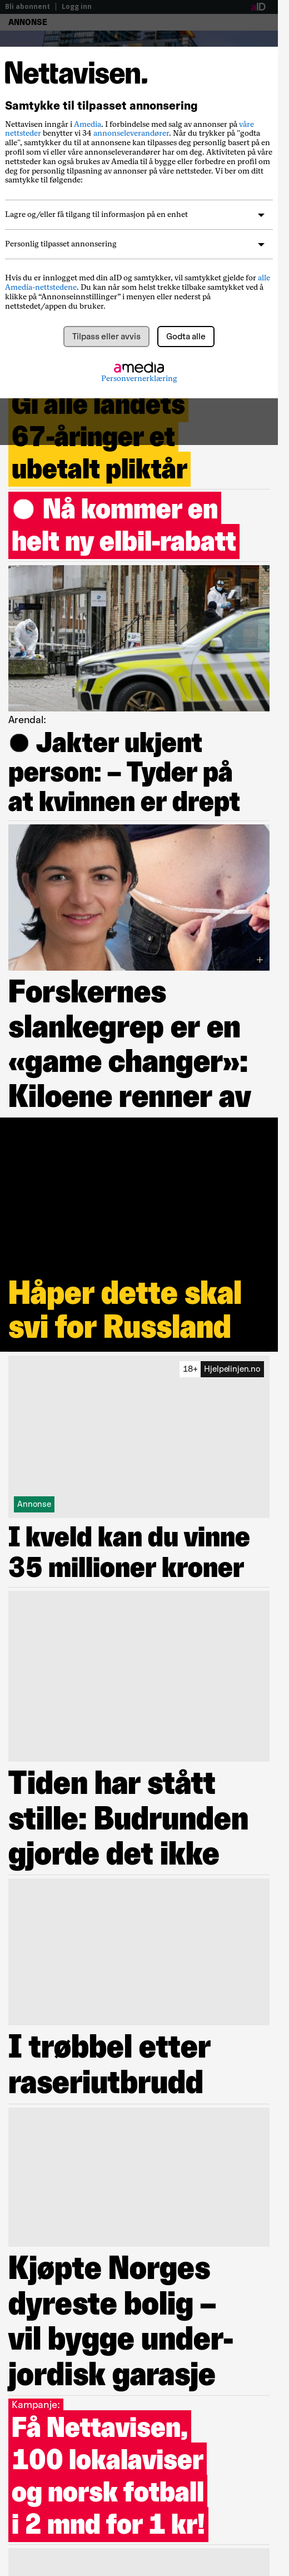 Bli abonnent | Logg inn aID
ANNONSE
Nettavisen.
Samtykke til tilpasset annonsering
Nettavisen inngår i Amedia. I forbindelse med salg av annonser på våre
nettsteder benytter vi 34 annonseleverandører. Når du trykker på "godta
alle", samtykker du til at annonsene kan tilpasses deg personlig basert på en
profil som vi eller våre annonseleverandører har om deg. Aktiviteten på våre
nettsteder kan også brukes av Amedia til å bygge eller forbedre en profil om
deg for personlig tilpasning av annonser på våre nettsteder. Vi ber om ditt
samtykke til følgende:
Lagre og/eller få tilgang til informasjon på en enhet
Personlig tilpasset annonsering
Hvis du er innlogget med din aID og samtykker, vil samtykket gjelde for alle
Amedia-nettstedene. Du kan når som helst trekke tilbake samtykket ved å
klikke på “Annonseinnstillinger” i menyen eller nederst på
nettstedet/appen du bruker.
Tilpass eller avvis Godta alle
amedia
Personvernerklæring
Gi alle landets
67-åringer et
ubetalt pliktår
Nå kommer en
helt ny elbil-rabatt
Arendal:
Jakter ukjent
person: – Tyder på
at kvinnen er drept
Forskernes
slankegrep er en
«game changer»:
Kiloene renner av
Håper dette skal
svi for Russland
18+ Hjelpelinjen.no
Annonse
I kveld kan du vinne
35 millioner kroner
Tiden har stått
stille: Budrunden
gjorde det ikke
I trøbbel etter
raseriutbrudd
Kjøpte Norges
dyreste bolig –
vil bygge under-
jordisk garasje
Kampanje:
Få Nettavisen,
100 lokalaviser
og norsk fotball
i 2 mnd for 1 kr!